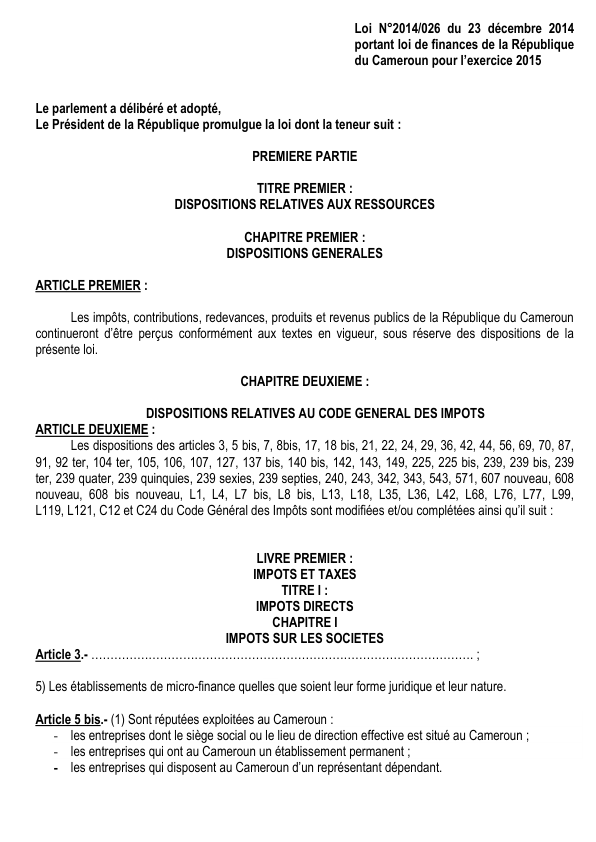 Loi N°2014/026 du 23 décembre 2014
portant loi de finances de la République
du Cameroun pour l’exercice 2015
Le parlement a délibéré et adopté,
Le Président de la République promulgue la loi dont la teneur suit :
PREMIERE PARTIE
TITRE PREMIER :
DISPOSITIONS RELATIVES AUX RESSOURCES
CHAPITRE PREMIER :
DISPOSITIONS GENERALES
ARTICLE PREMIER :
Les impôts, contributions, redevances, produits et revenus publics de la République du Cameroun
continueront d’être perçus conformément aux textes en vigueur, sous réserve des dispositions de la
présente loi.
CHAPITRE DEUXIEME :
DISPOSITIONS RELATIVES AU CODE GENERAL DES IMPOTS
ARTICLE DEUXIEME :
Les dispositions des articles 3, 5 bis, 7, 8bis, 17, 18 bis, 21, 22, 24, 29, 36, 42, 44, 56, 69, 70, 87,
91, 92 ter, 104 ter, 105, 106, 107, 127, 137 bis, 140 bis, 142, 143, 149, 225, 225 bis, 239, 239 bis, 239
ter, 239 quater, 239 quinquies, 239 sexies, 239 septies, 240, 243, 342, 343, 543, 571, 607 nouveau, 608
nouveau, 608 bis nouveau, L1, L4, L7 bis, L8 bis, L13, L18, L35, L36, L42, L68, L76, L77, L99,
L119, L121, C12 et C24 du Code Général des Impôts sont modifiées et/ou complétées ainsi qu’il suit :
LIVRE PREMIER :
IMPOTS ET TAXES
TITRE I :
IMPOTS DIRECTS
CHAPITRE I
IMPOTS SUR LES SOCIETES
Article 3.- ……………………………………………………………………………………… ;
5) Les établissements de micro-finance quelles que soient leur forme juridique et leur nature.
Article 5 bis.- (1) Sont réputées exploitées au Cameroun :
- les entreprises dont le siège social ou le lieu de direction effective est situé au Cameroun ;
- les entreprises qui ont au Cameroun un établissement permanent ;
- les entreprises qui disposent au Cameroun d’un représentant dépendant.